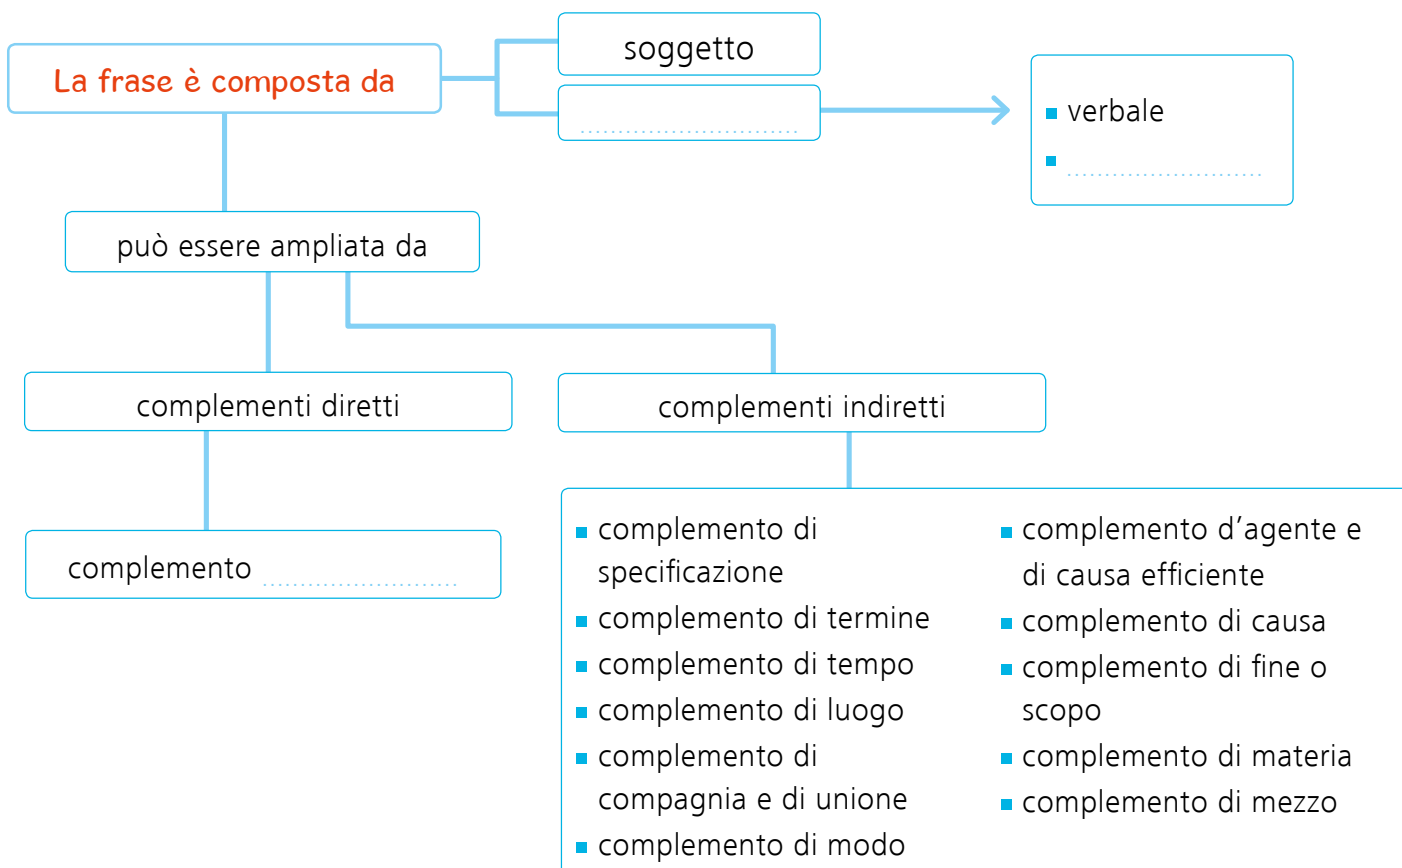 La frase è composta da
soggetto
...........................
verbale
...........................
può essere ampliata da
complementi diretti
complementi indiretti
complemento ...........................
complemento di
specificazione
complemento di termine
complemento di tempo
complemento di luogo
complemento di
compagnia e di unione
complemento di modo
complemento d’agente e
di causa efficiente
complemento di causa
complemento di fine o
scopo
complemento di materia
complemento di mezzo